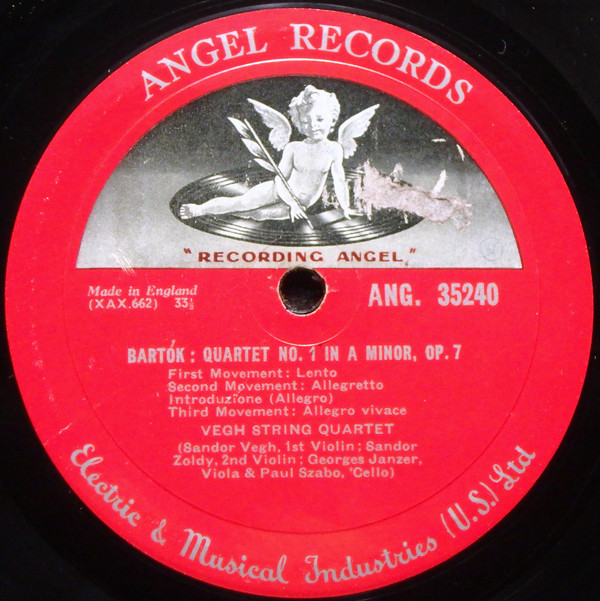 ANGEL RECORDS
"RECORDING ANGEL"
Made in England
(XAX.662) 33⅓
ANG. 35240
BARTÓK : QUARTET NO. 1 IN A MINOR, OP. 7
First Movement: Lento
Second Movement: Allegretto
Introduzione (Allegro)
Third Movement: Allegro vivace
VEGH STRING QUARTET
(Sandor Vegh, 1st Violin; Sandor
Zoldy, 2nd Violin; Georges Janzer,
Viola & Paul Szabo, 'Cello)
Electric & Musical Industries (U.S.) Ltd